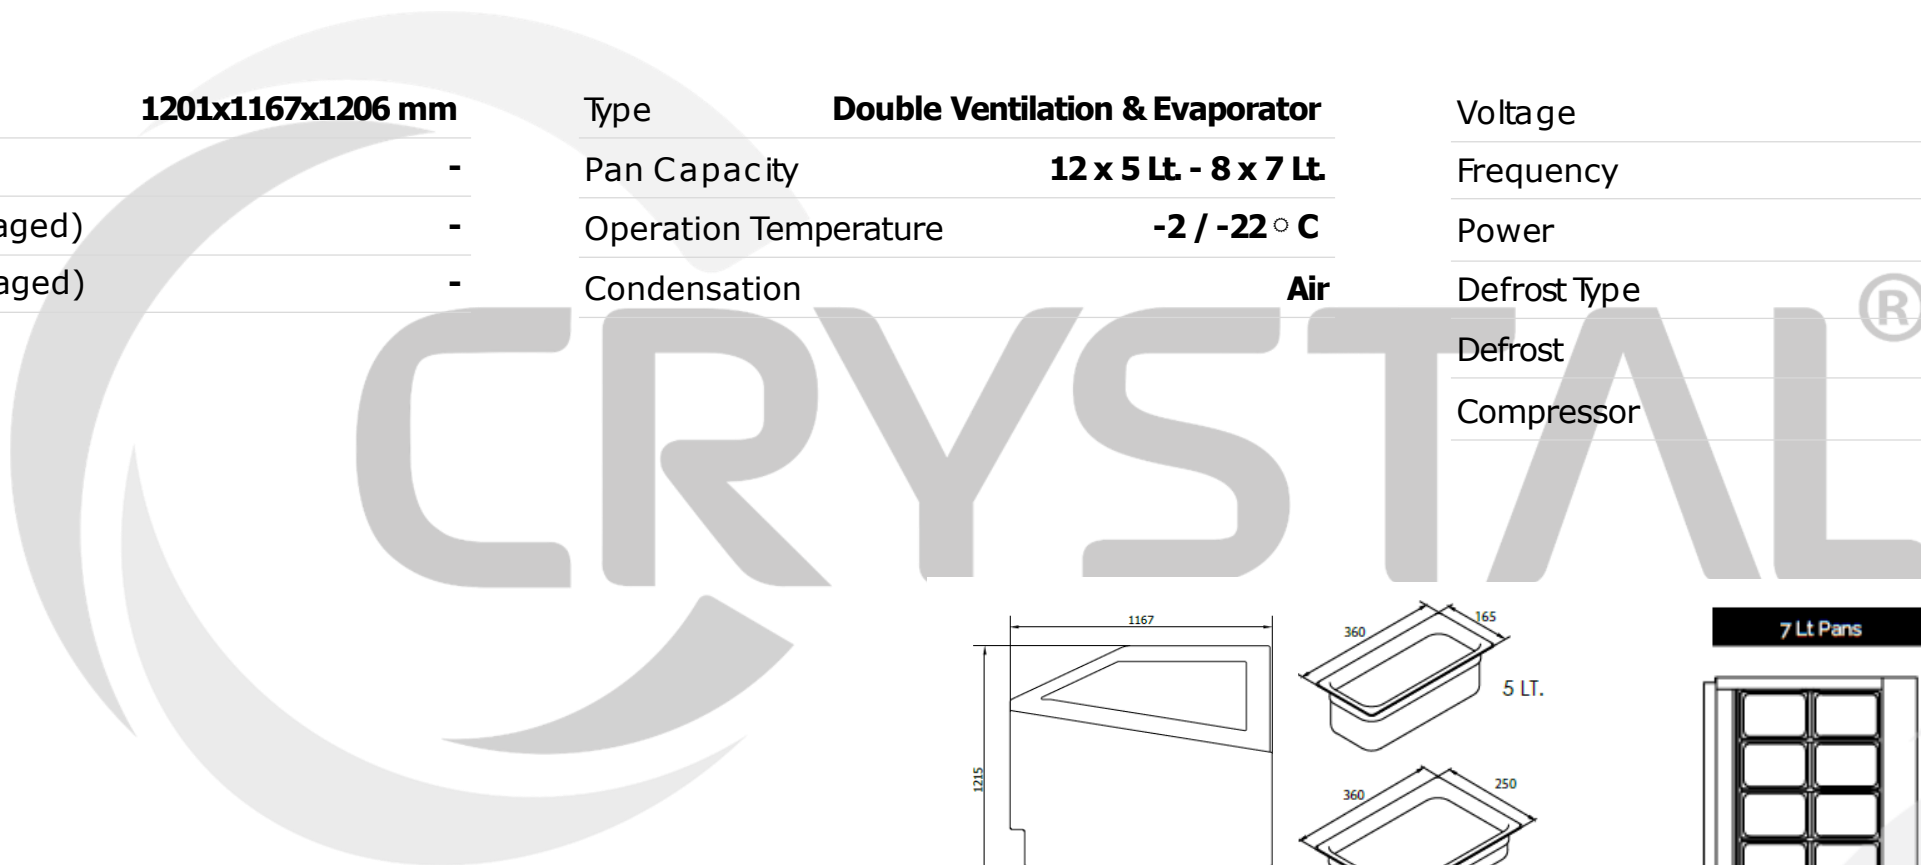 1201x1167x1206 mm
-
aged) -
aged) -
Type Double Ventilation & Evaporator
Pan Capacity 12 x 5 Lt. - 8 x 7 Lt.
Operation Temperature -2 / -22 ○ C
Condensation Air
Voltage
Frequency
Power
Defrost Type
Defrost
Compressor
CRYSTAL®
1167
1215
360 165
5 LT.
360 250
7 Lt Pans